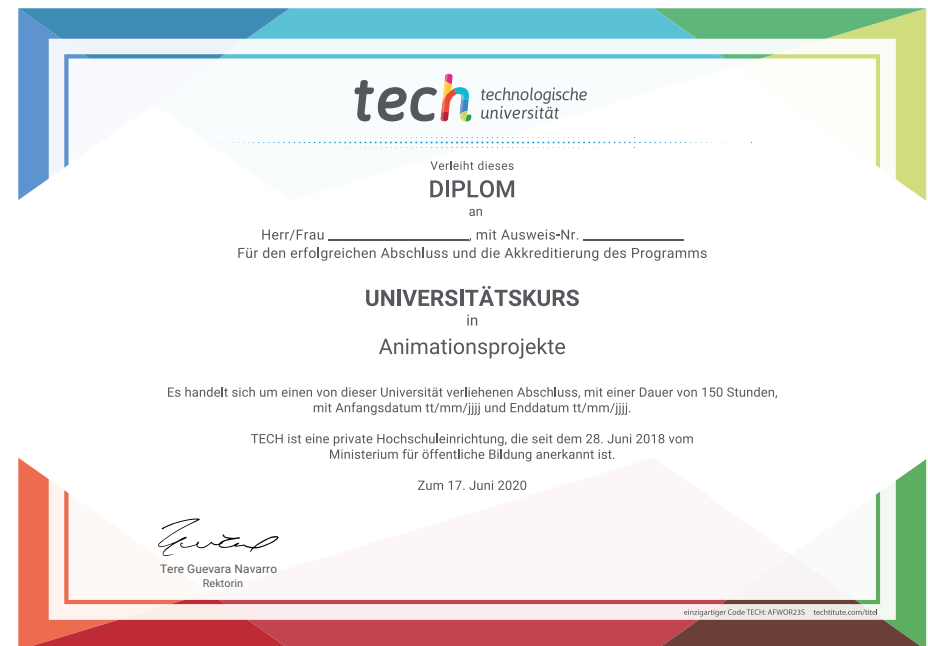 tech technologische
universität
Verleiht dieses
DIPLOM
an
Herr/Frau ____________________, mit Ausweis-Nr. ______________
Für den erfolgreichen Abschluss und die Akkreditierung des Programms
UNIVERSITÄTSKURS
in
Animationsprojekte
Es handelt sich um einen von dieser Universität verliehenen Abschluss, mit einer Dauer von 150 Stunden,
mit Anfangsdatum tt/mm/jjjj und Enddatum tt/mm/jjjj.
TECH ist eine private Hochschuleinrichtung, die seit dem 28. Juni 2018 vom
Ministerium für öffentliche Bildung anerkannt ist.
Zum 17. Juni 2020
Tere Guevara Navarro
Rektorin
einzigartiger Code TECH: AFWOR23S techtitute.com/titel